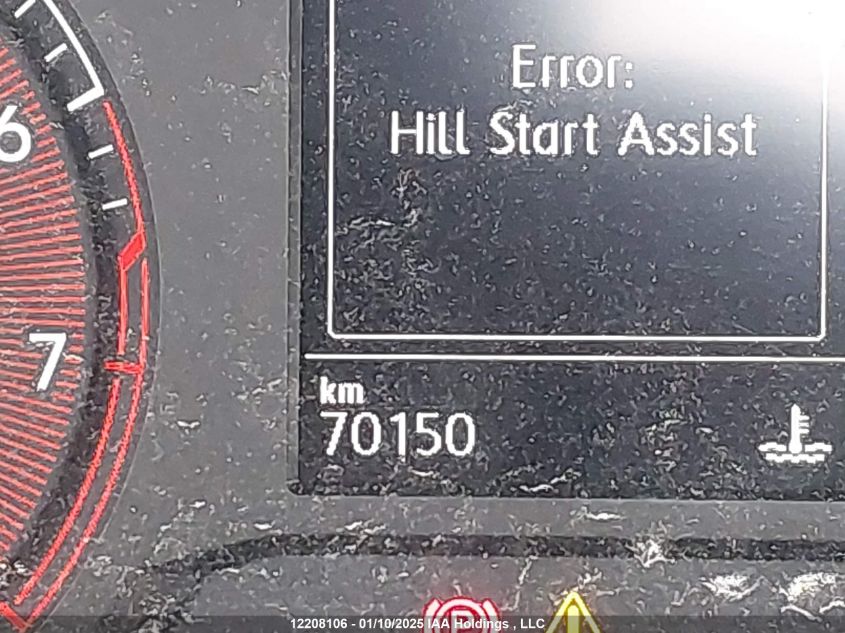 6
7
Error:
Hill Start Assist
km
70150
P
12208106 - 01/10/2025 IAA Holdings , LLC